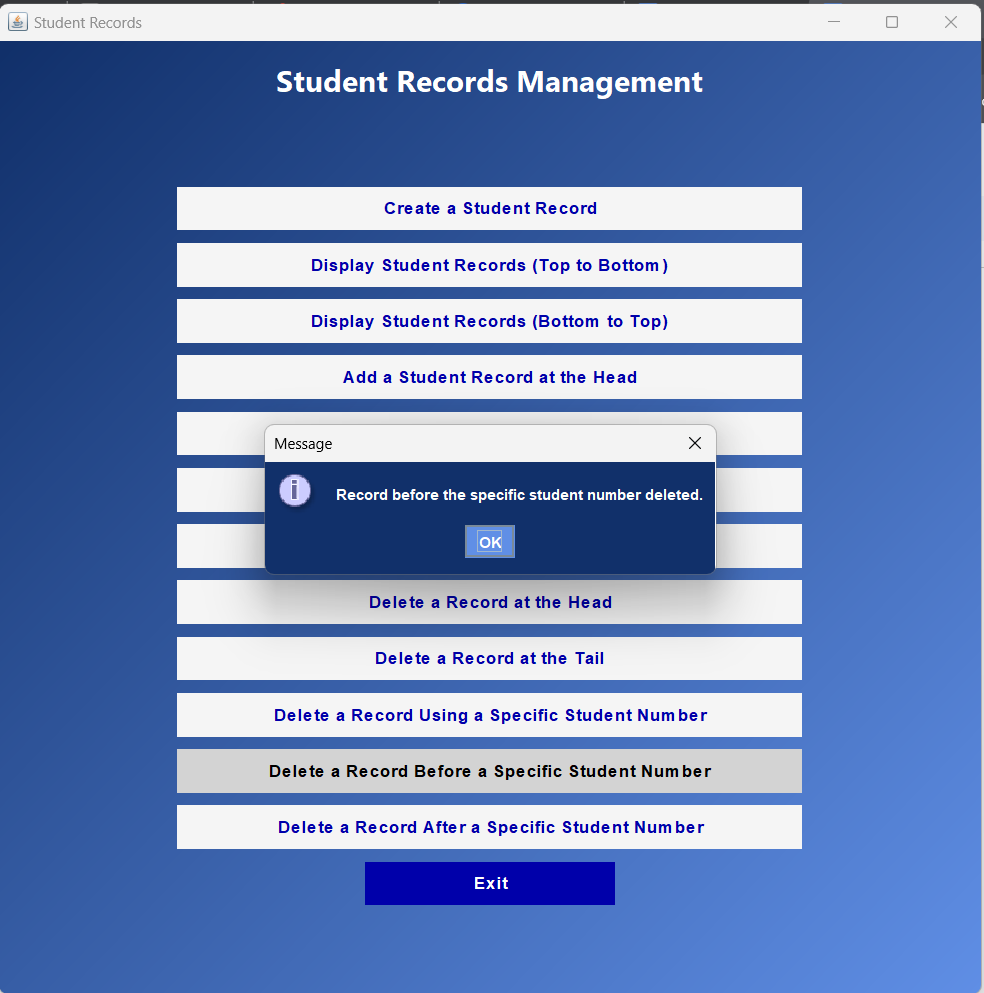 Student Records
Student Records Management
Create a Student Record
Display Student Records (Top to Bottom)
Display Student Records (Bottom to Top)
Add a Student Record at the Head
Message
Record before the specific student number deleted.
OK
Delete a Record at the Head
Delete a Record at the Tail
Delete a Record Using a Specific Student Number
Delete a Record Before a Specific Student Number
Delete a Record After a Specific Student Number
Exit